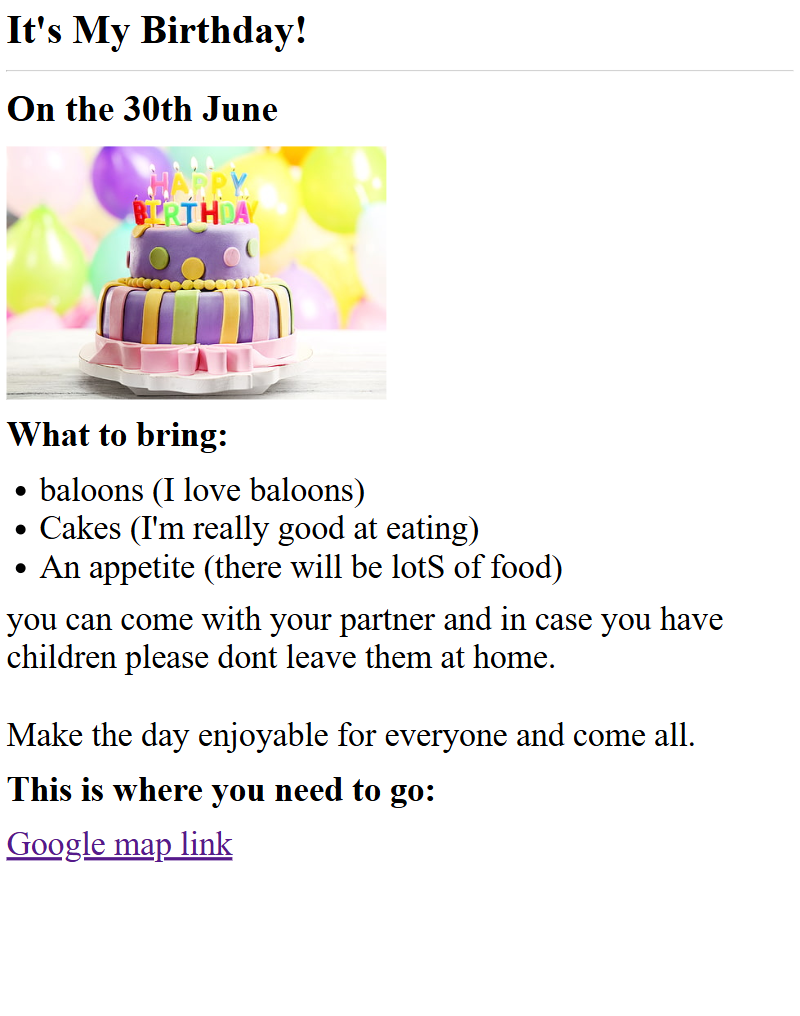 It's My Birthday!
On the 30th June
HAPPY
BIRTHDAY
What to bring:
baloons (I love baloons)
Cakes (I'm really good at eating)
An appetite (there will be lotS of food)
you can come with your partner and in case you have
children please dont leave them at home.
Make the day enjoyable for everyone and come all.
This is where you need to go:
Google map link